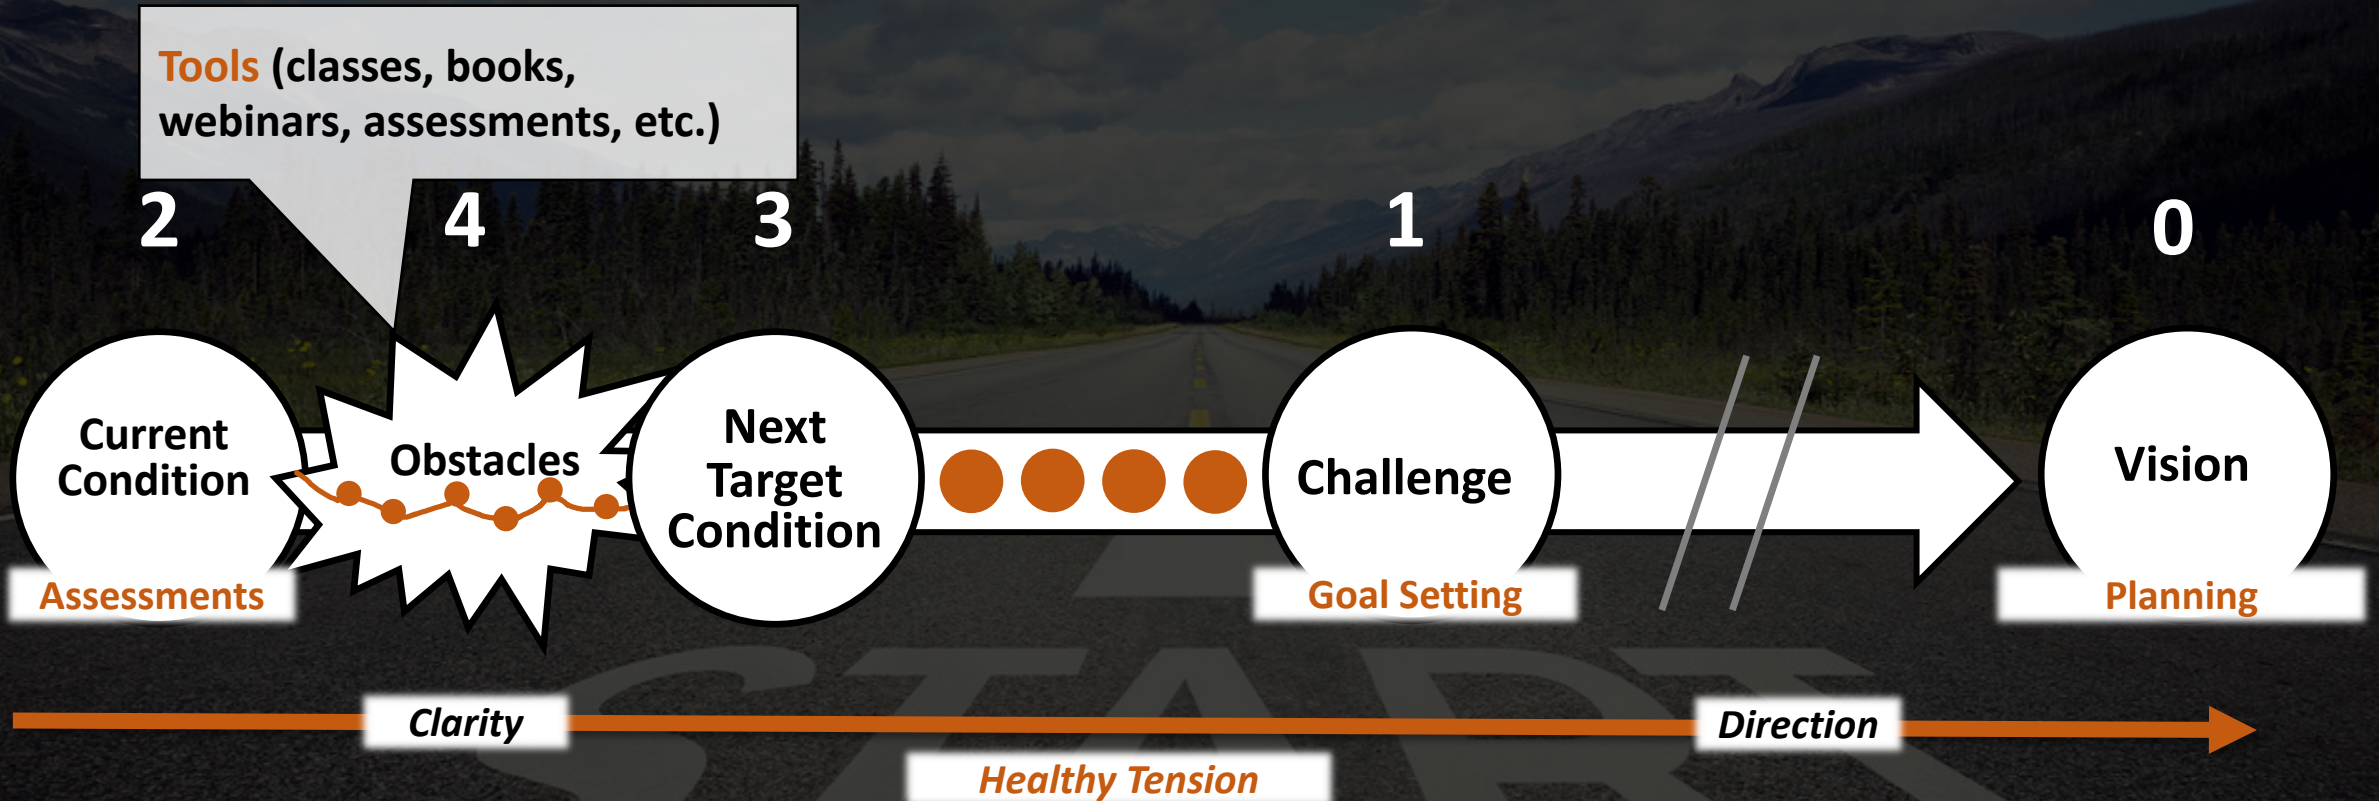 Tools (classes, books,
webinars, assessments, etc.)
2
4
3
1
0
Current
Condition
Obstacles
Next
Target
Condition
Challenge
Vision
Assessments
Goal Setting
Planning
Clarity
Direction
Healthy Tension
START